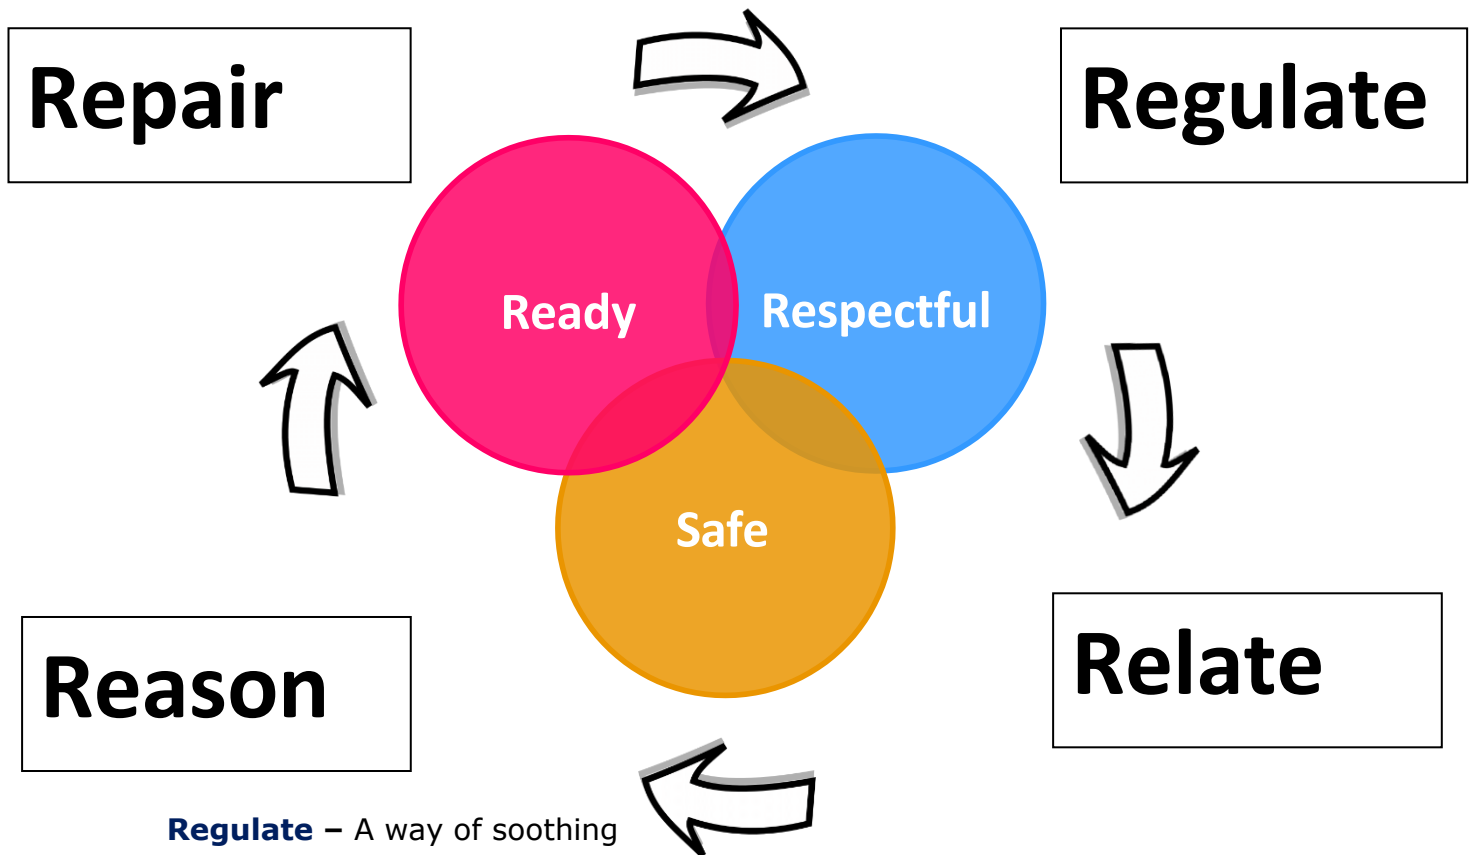 Repair
Regulate
Ready
Respectful
Safe
Reason
Relate
Regulate – A way of soothing